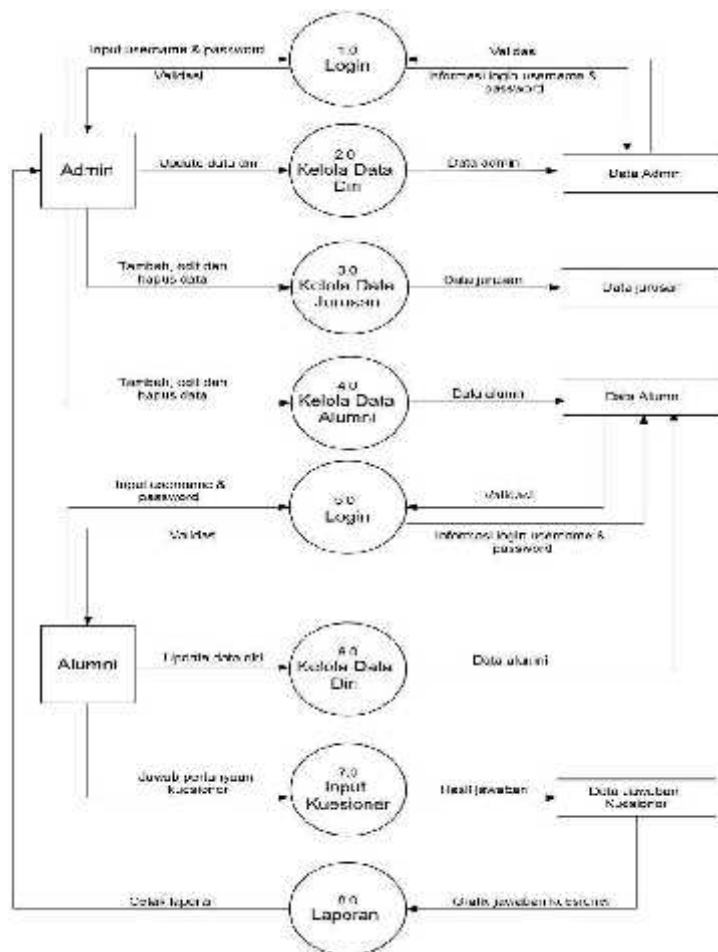 Input username & password
Validasi
1.0
Login
Validasi
Informasi login username &
password
Admin
Update data diri
2.0
Kelola Data
Diri
Data admin
Data Admin
Tambah, edit dan
hapus data
3.0
Kelola Data
Jurusan
Data jurusan
Data jurusan
Tambah, edit dan
hapus data
4.0
Kelola Data
Alumni
Data alumni
Data Alumni
Input username &
password
Validasi
5.0
Login
Validasi
Informasi login username &
password
Alumni
Update data diri
6.0
Kelola Data
Diri
Data alumni
Jawab pertanyaan
kuesioner
7.0
Input
Kuesioner
Hasil jawaban
Data Jawaban
Kuesioner
Cetak laporan
8.0
Laporan
Grafik jawaban kuesioner